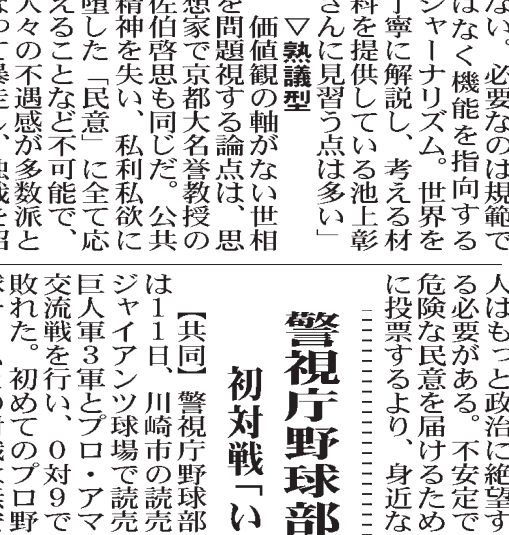 ない。必要なのは規範で
はなく機能を指向する
ジャーナリズム。世界を
丁寧に解説し、考える材
料を提供している池上彰
さんに見習う点は多い」
▽熟議型
価値観の軸がない世相
を問題視する論点は、思
想家で京都大名誉教授の
佐伯啓思も同じだ。公共
精神を失い、私利私欲に
堕した「民意」に全て応
えることなど不可能で、
人々の不遇感が多数派と
人はもっと政治に絶望す
る必要がある。不安定で
危険な民意を届けるため
に投票するより、身近な
警視庁野球部
初対戦「い
【共同】警視庁野球部
は11日、川崎市の読売
ジャイアンツ球場で読売
巨人軍3軍とプロ・アマ
交流戦を行い、0対9で
敗れた。初めてのプロ野